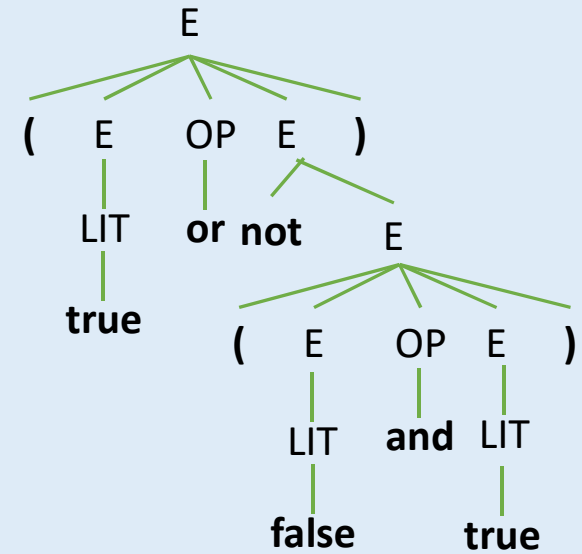 E
( E OP E )
LIT or not E
true
( E OP E )
LIT and LIT
false true